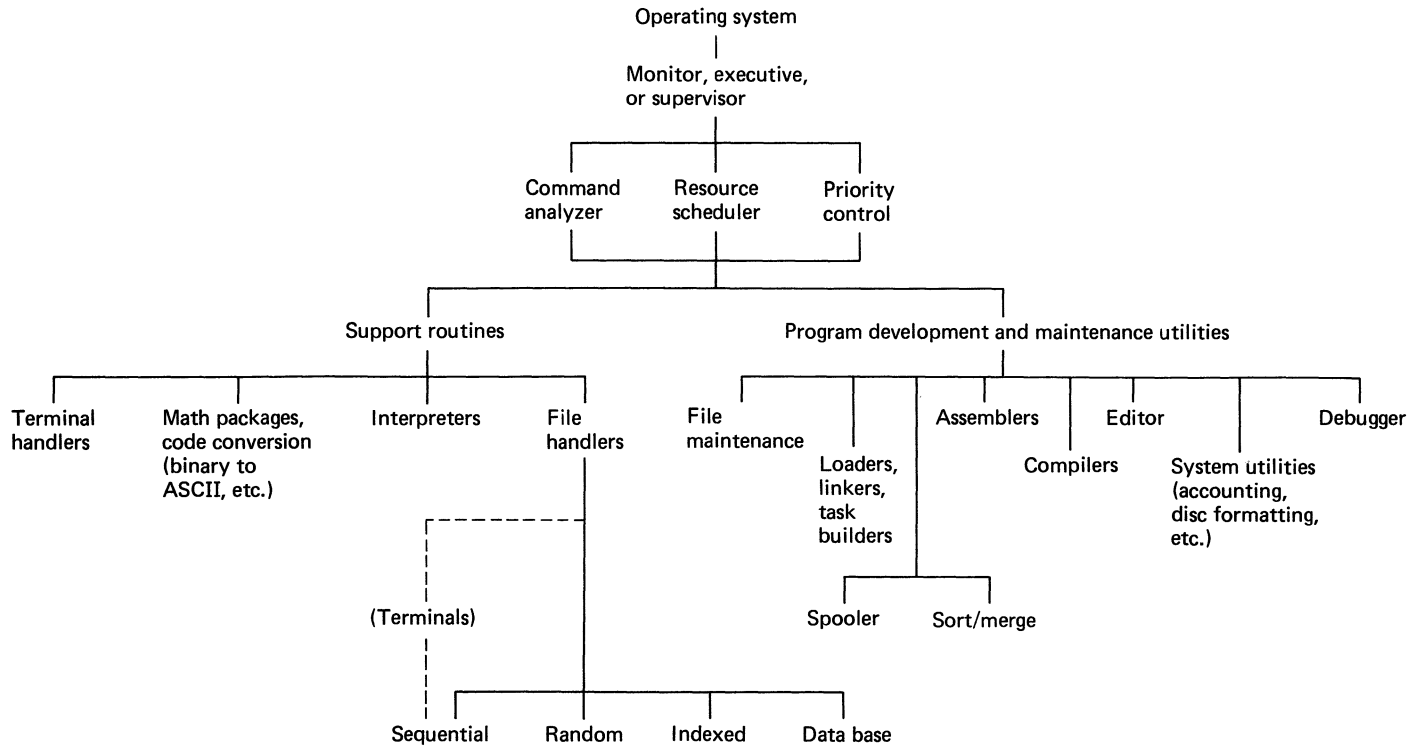 Operating system
Monitor, executive,
or supervisor
Command
analyzer
Resource
scheduler
Priority
control
Support routines
Program development and maintenance utilities
Terminal
handlers
Math packages,
code conversion
(binary to
ASCII, etc.)
Interpreters
File
handlers
File
maintenance
Loaders,
linkers,
task
builders
Assemblers
Compilers
Editor
System utilities
(accounting,
disc formatting,
etc.)
Debugger
Spooler
Sort/merge
(Terminals)
Sequential
Random
Indexed
Data base